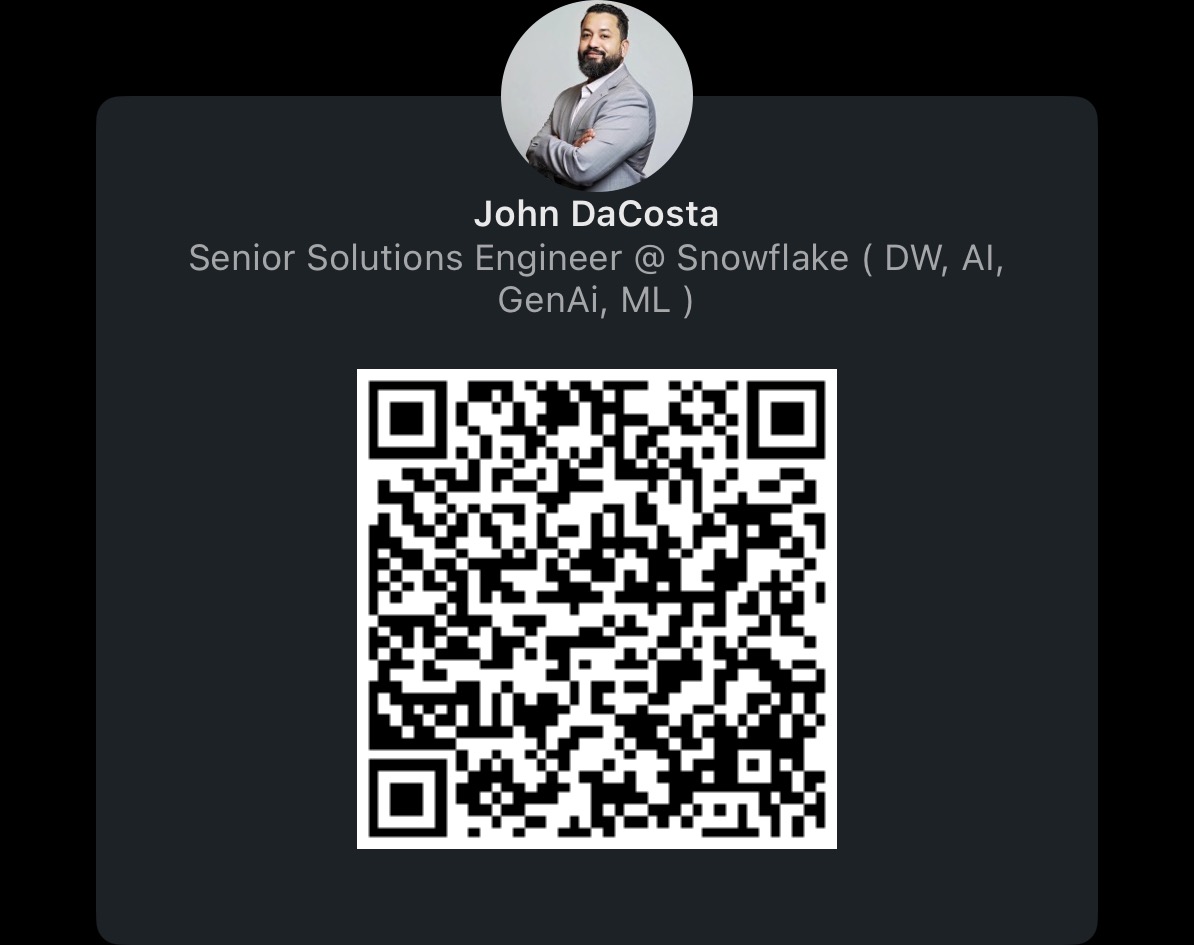 John DaCosta
Senior Solutions Engineer @ Snowflake ( DW, AI,
GenAi, ML )